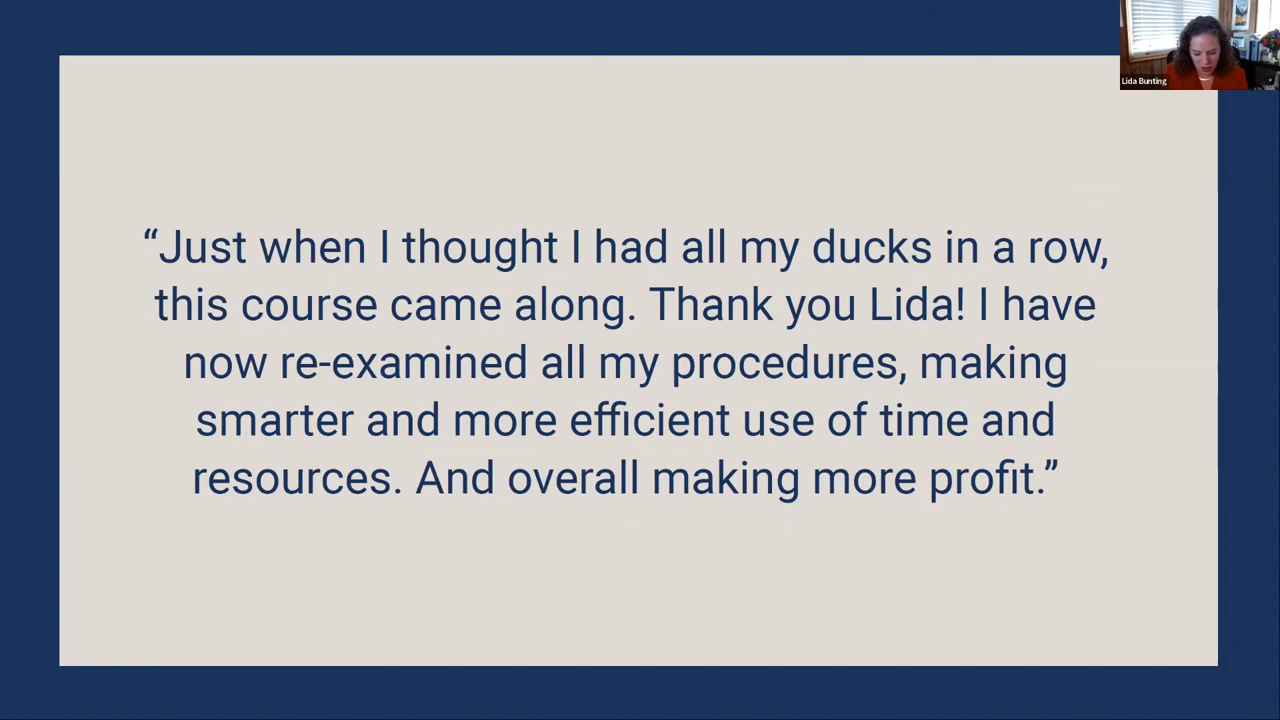 Lida Bunting
“Just when I thought I had all my ducks in a row,
this course came along. Thank you Lida! I have
now re-examined all my procedures, making
smarter and more efficient use of time and
resources. And overall making more profit.”